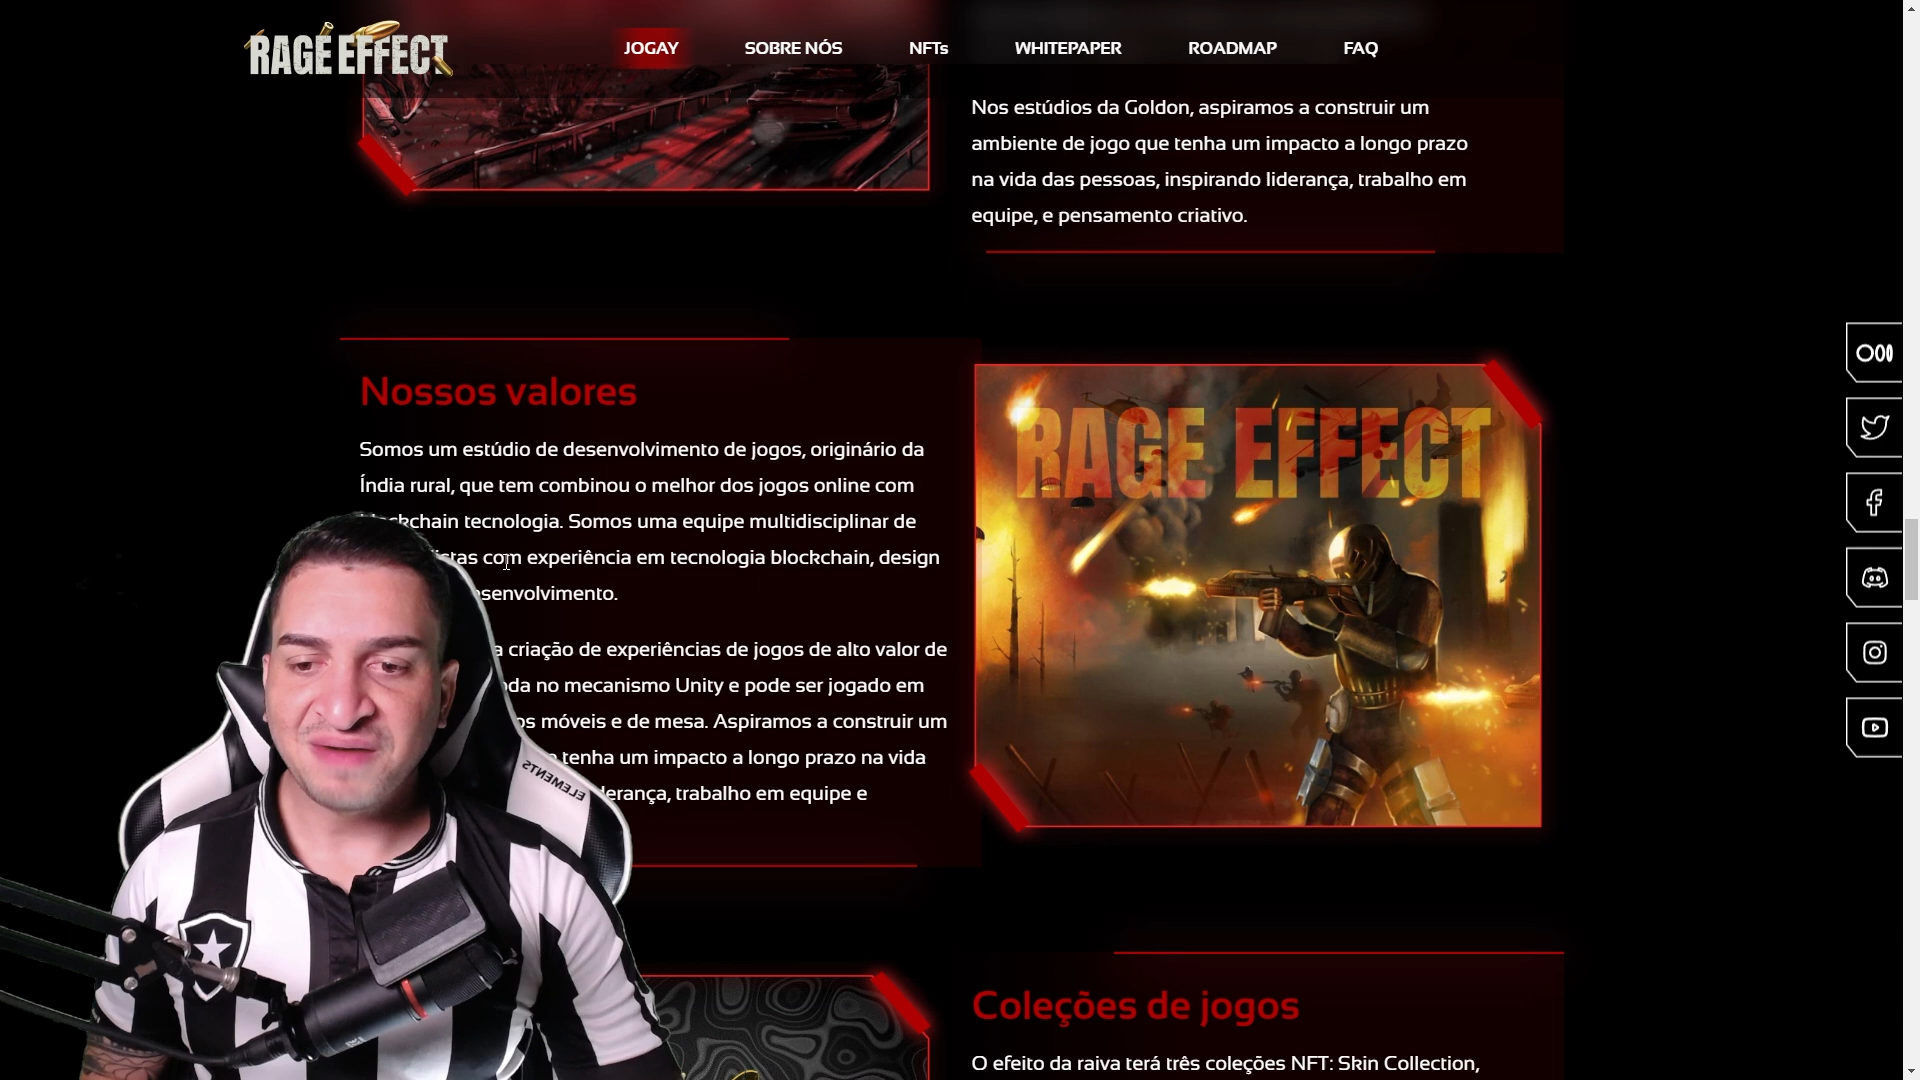 RAGE EFFECT
JOGAY SOBRE NÓS NFTs WHITEPAPER ROADMAP FAQ
Nos estúdios da Goldon, aspiramos a construir um
ambiente de jogo que tenha um impacto a longo prazo
na vida das pessoas, inspirando liderança, trabalho em
equipe, e pensamento criativo.
Nossos valores
Somos um estúdio de desenvolvimento de jogos, originário da
Índia rural, que tem combinou o melhor dos jogos online com
blockchain tecnologia. Somos uma equipe multidisciplinar de
com experiência em tecnologia blockchain, design
desenvolvimento.
a criação de experiências de jogos de alto valor de
no mecanismo Unity e pode ser jogado em
móveis e de mesa. Aspiramos a construir um
tenha um impacto a longo prazo na vida
liderança, trabalho em equipe e
RAGE EFFECT
ELEMENTS
Coleções de jogos
O efeito da raiva terá três coleções NFT: Skin Collection,